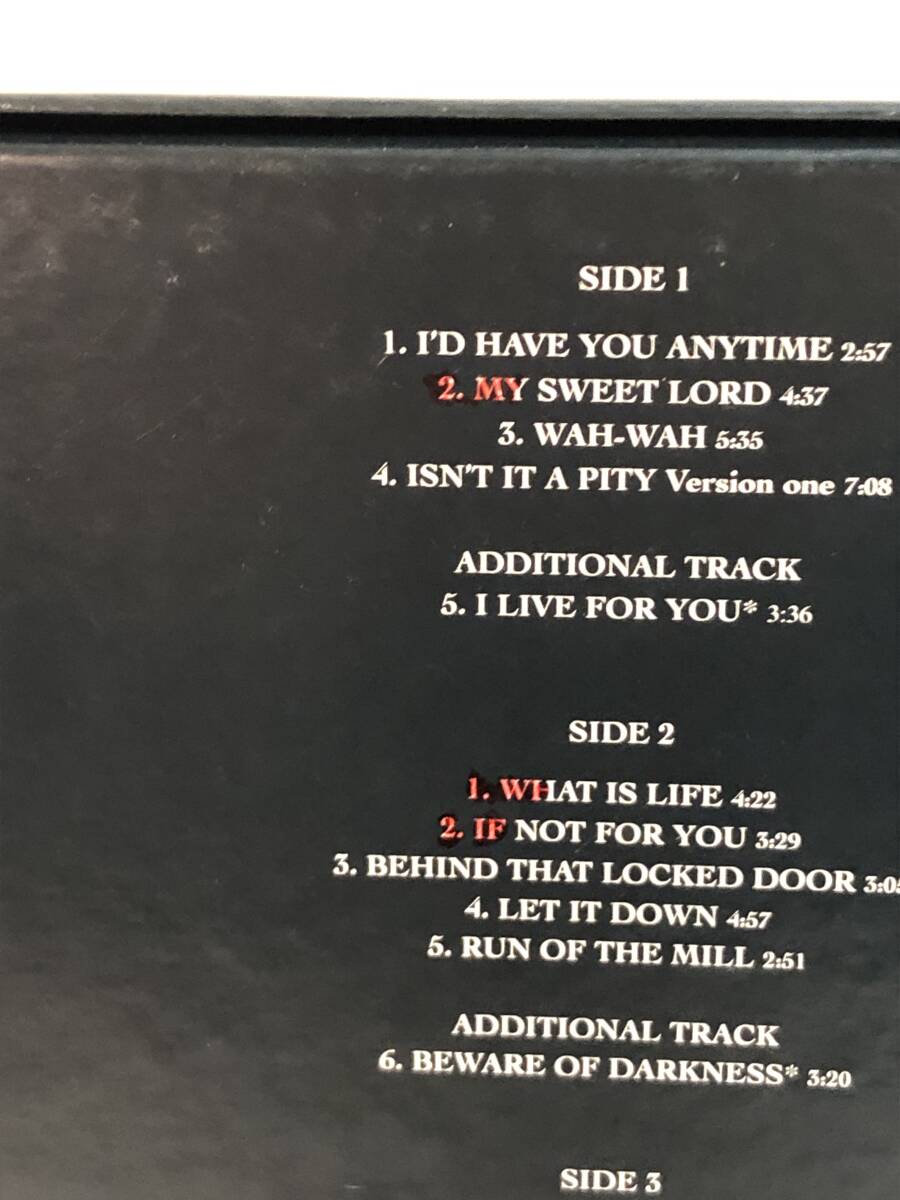 SIDE 1
1. I'D HAVE YOU ANYTIME 2:57
2. MY SWEET LORD 4:37
3. WAH-WAH 5:35
4. ISN'T IT A PITY Version one 7:08
ADDITIONAL TRACK
5. I LIVE FOR YOU* 3:36
SIDE 2
1. WHAT IS LIFE 4:22
2. IF NOT FOR YOU 3:29
3. BEHIND THAT LOCKED DOOR 3:05
4. LET IT DOWN 4:57
5. RUN OF THE MILL 2:51
ADDITIONAL TRACK
6. BEWARE OF DARKNESS* 3:20
SIDE 3